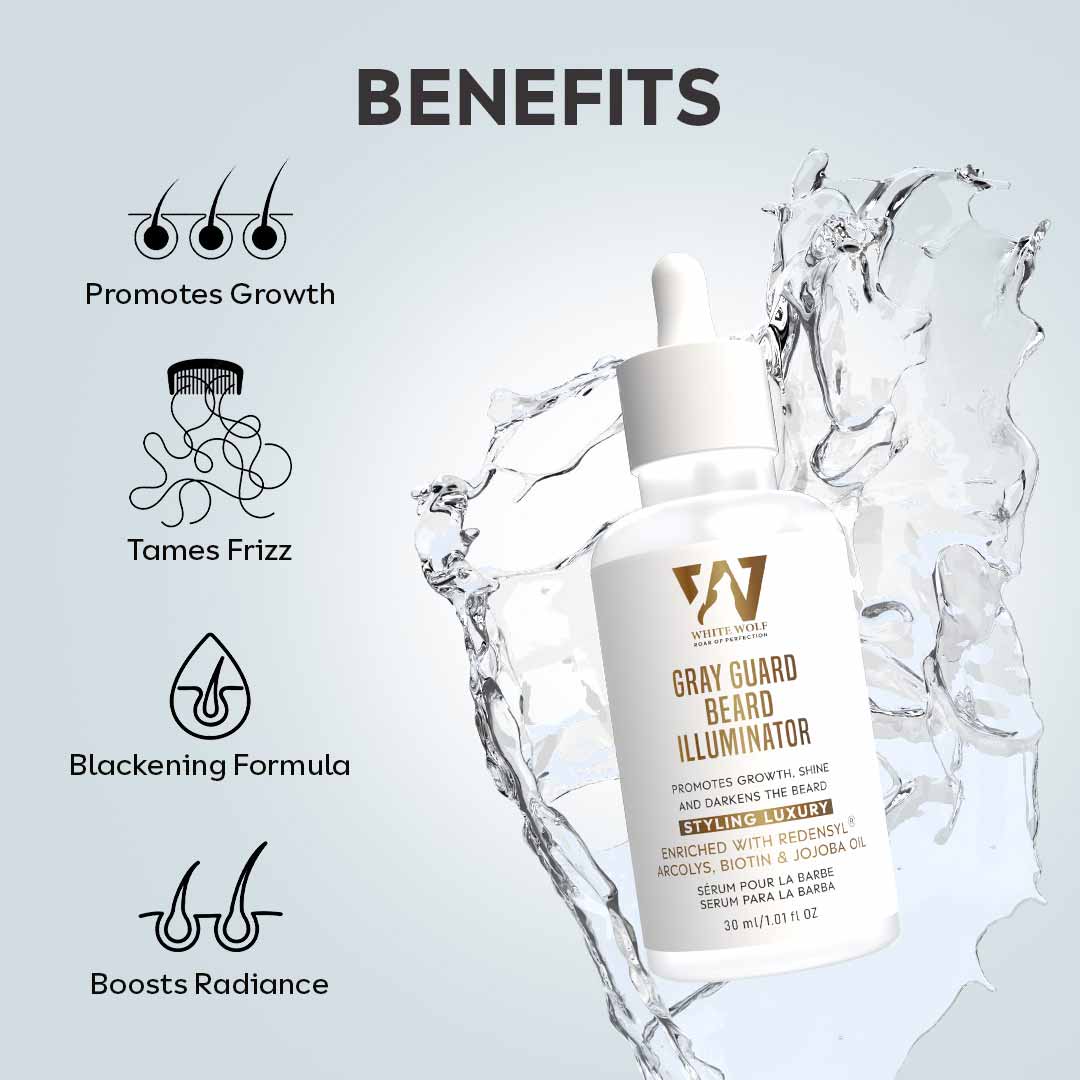 BENEFITS
Promotes Growth
Tames Frizz
Blackening Formula
Boosts Radiance
WHITE WOLF
ROAR OF PERFECTION
GRAY GUARD
BEARD
ILLUMINATOR
PROMOTES GROWTH, SHINE
AND DARKENS THE BEARD
STYLING LUXURY
ENRICHED WITH REDENSYL®
ARCOLYS, BIOTIN & JOJOBA OIL
SÉRUM POUR LA BARBE
SERUM PARA LA BARBA
30 ml/1.01 fl OZ